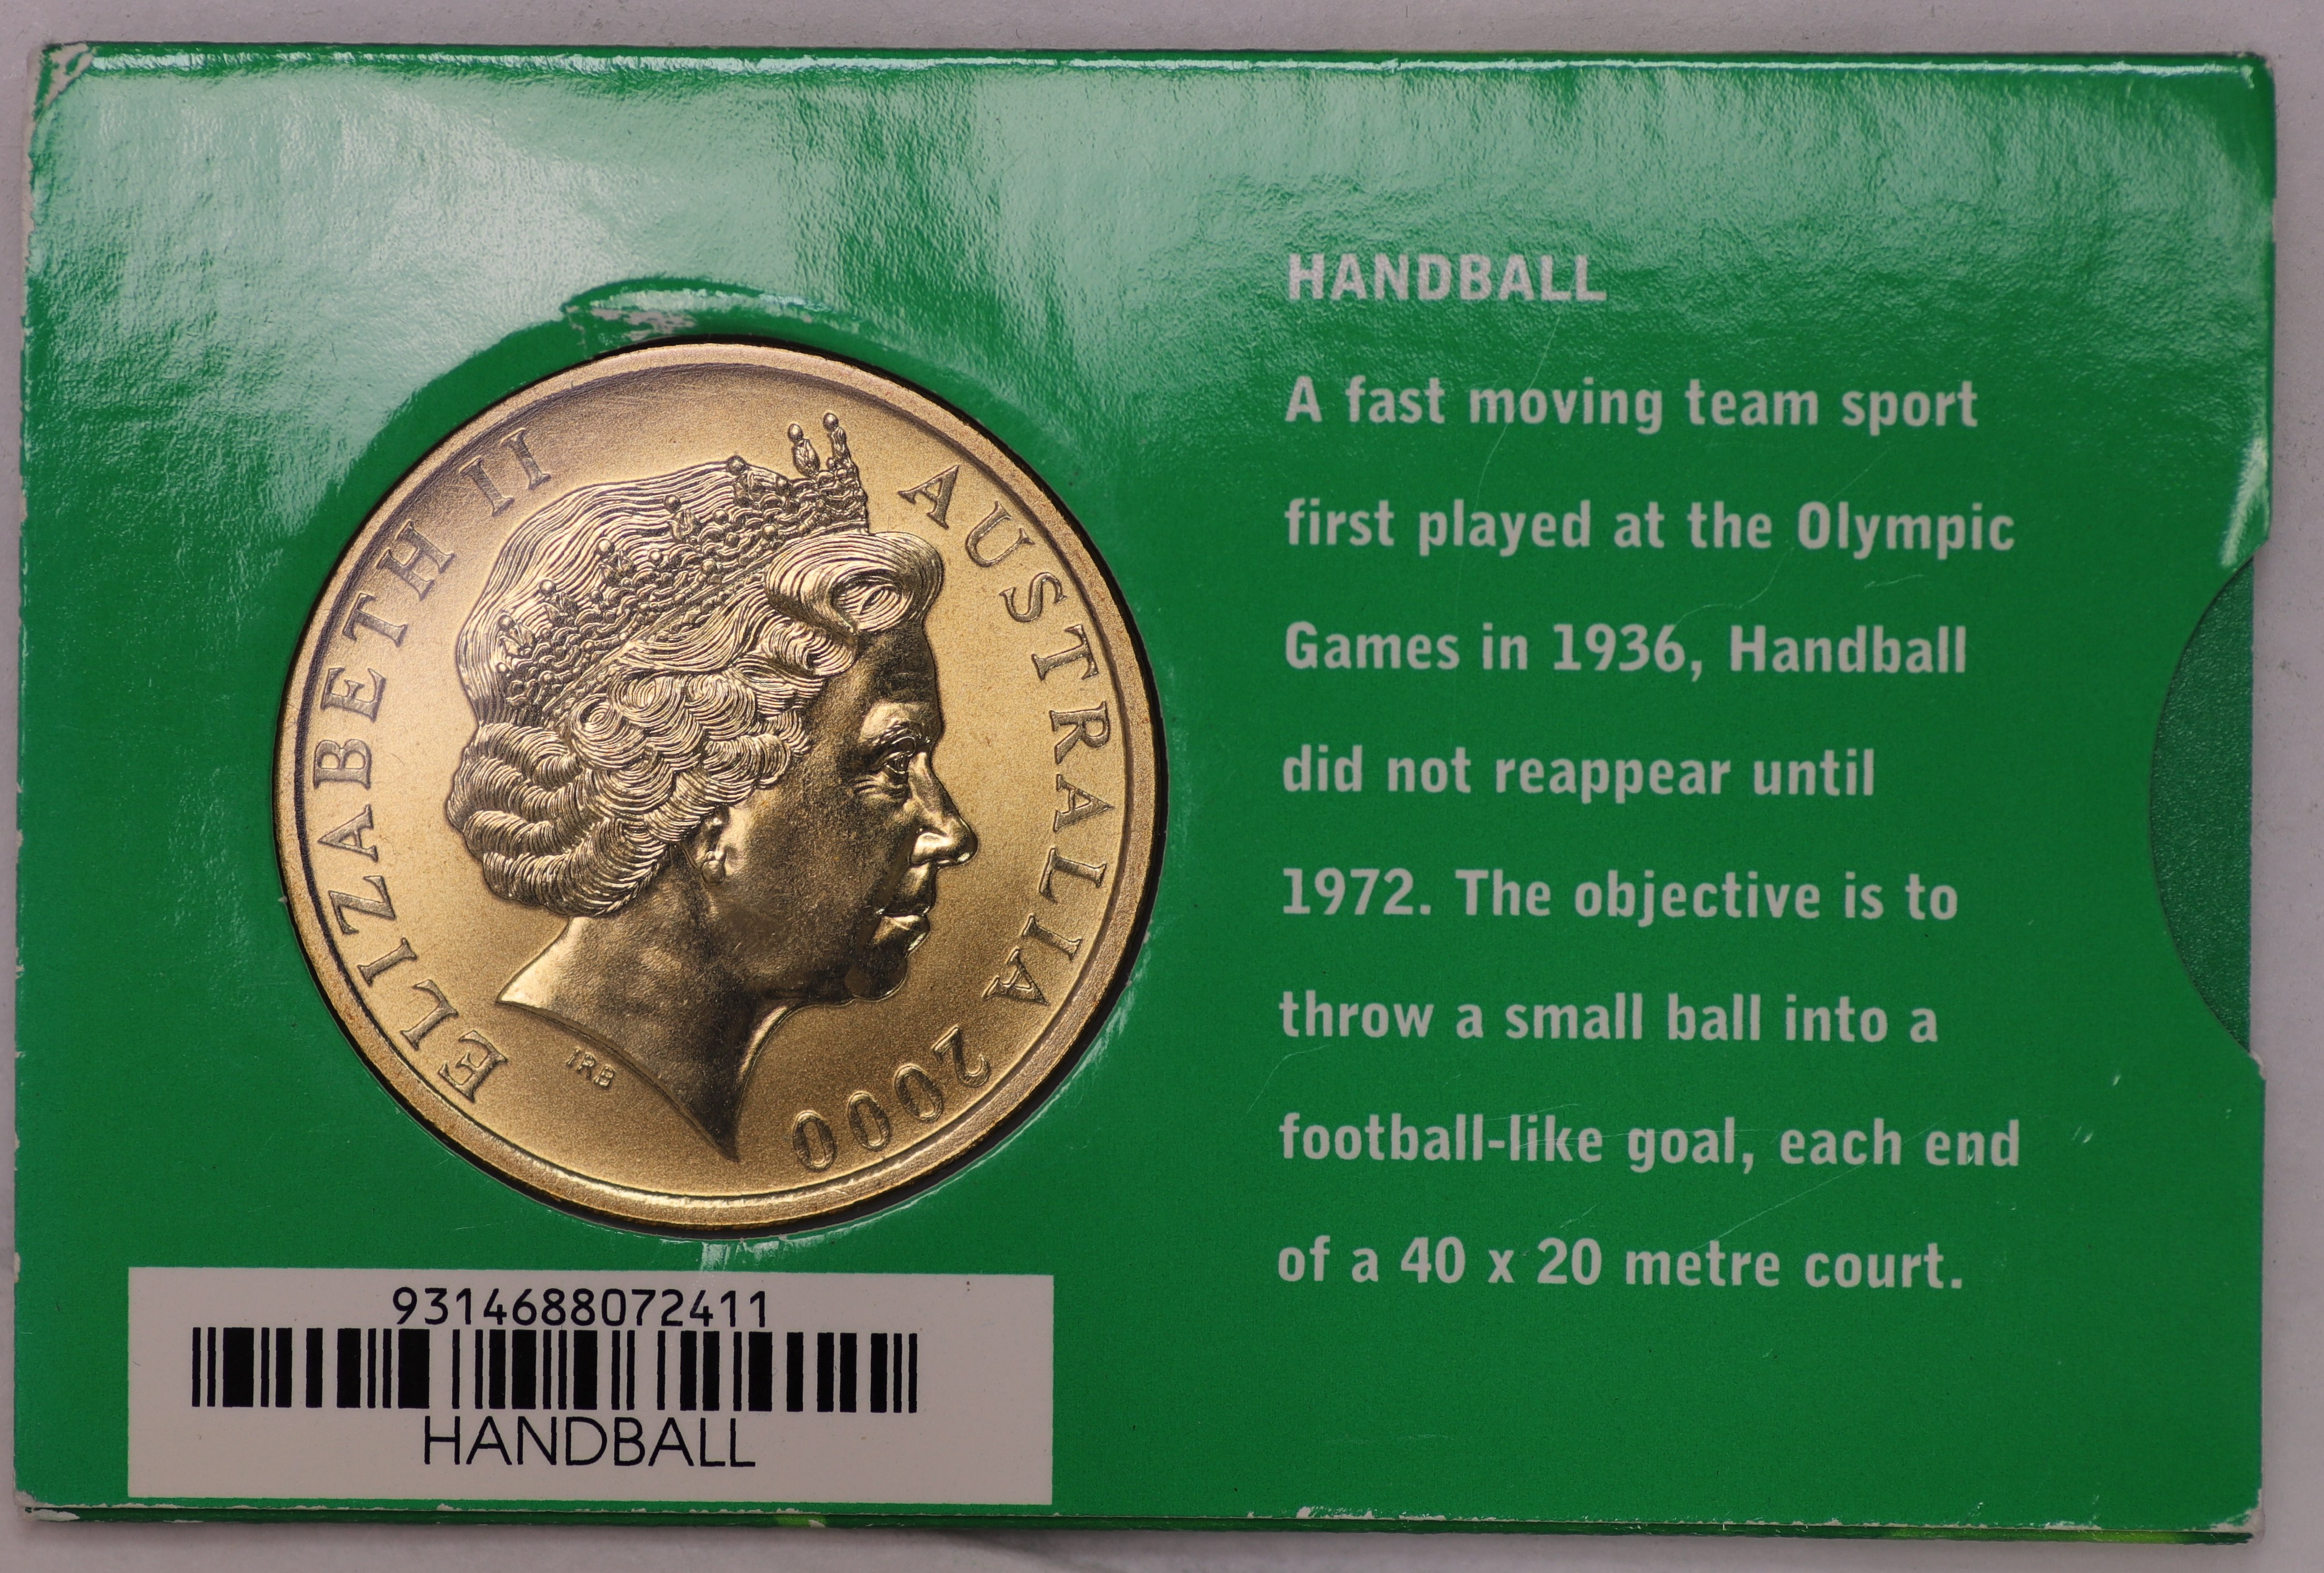 ELIZABETH II
AUSTRALIA 2000
IRB
HANDBALL
A fast moving team sport
first played at the Olympic
Games in 1936, Handball
did not reappear until
1972. The objective is to
throw a small ball into a
football-like goal, each end
of a 40 x 20 metre court.
9314688072411
HANDBALL